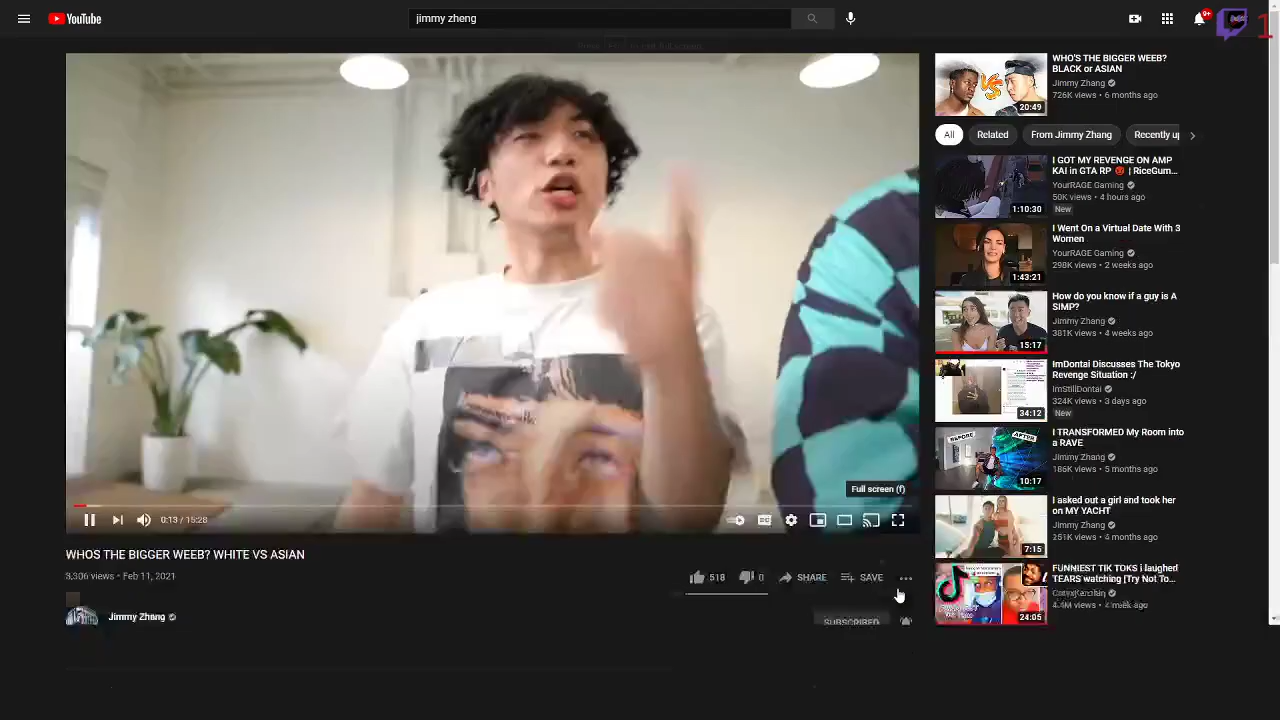 YouTube
jimmy zheng
9+
1
Full screen (f)
0:13 / 15:28
WHOS THE BIGGER WEEB? WHITE VS ASIAN
3,306 views • Feb 11, 2021
518
0
SHARE
SAVE
Jimmy Zhang
SUBSCRIBED
VS
20:49
WHO'S THE BIGGER WEEB?
BLACK or ASIAN
Jimmy Zhang
726K views • 6 months ago
All
Related
From Jimmy Zhang
Recently up
1:10:30
I GOT MY REVENGE ON AMP
KAI in GTA RP 😡 | RiceGum...
YourRAGE Gaming
50K views • 4 hours ago
New
1:43:21
I Went On a Virtual Date With 3
Women
YourRAGE Gaming
298K views • 2 weeks ago
15:17
How do you know if a guy is A
SIMP?
Jimmy Zhang
381K views • 4 weeks ago
34:12
ImDontai Discusses The Tokyo
Revenge Situation :/
ImStillDontai
324K views • 3 days ago
New
BEFORE
AFTER
10:17
I TRANSFORMED My Room into
a RAVE
Jimmy Zhang
186K views • 5 months ago
7:15
I asked out a girl and took her
on MY YACHT
Jimmy Zhang
251K views • 4 months ago
24:05
FUNNIEST TIK TOKS i laughed
TEARS watching [Try Not To...